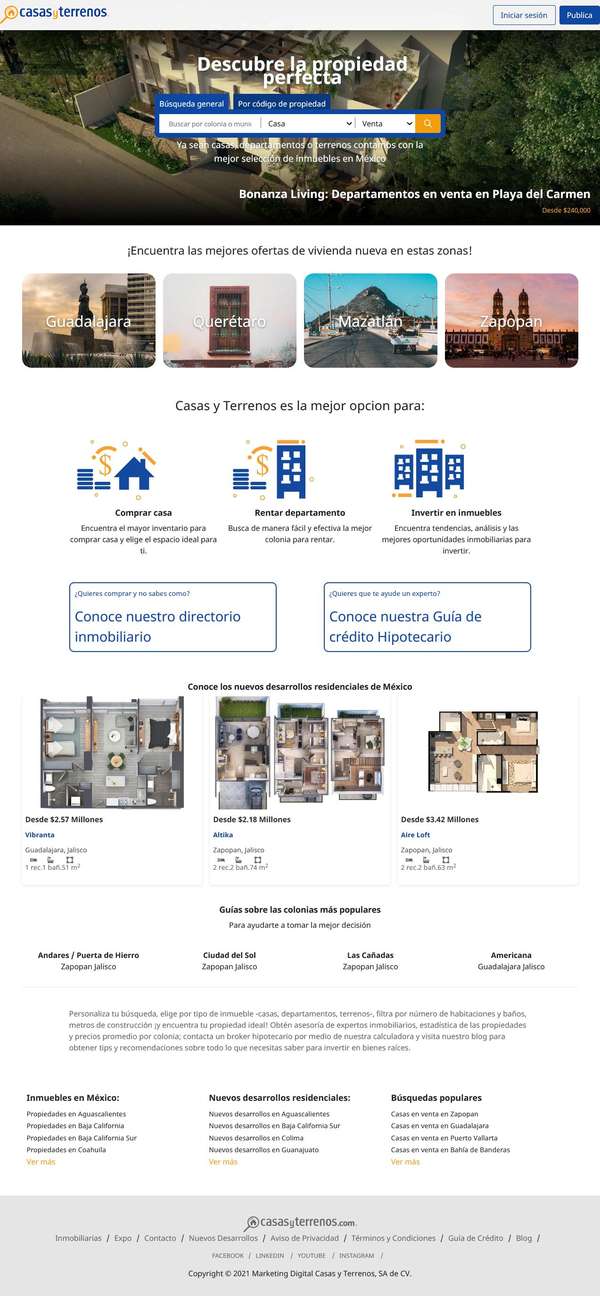 casasyterrenos
Iniciar sesión
Publica
Descubre la propiedad
perfecta
Búsqueda general
Por código de propiedad
Buscar por colonia o muni
Casa
Venta
Ya sean casas, departamentos o terrenos contamos con la
mejor selección de inmuebles en México
Bonanza Living: Departamentos en venta en Playa del Carmen
Desde $240,000
¡Encuentra las mejores ofertas de vivienda nueva en estas zonas!
Guadalajara
Querétaro
Mazatlán
Zapopan
Casas y Terrenos es la mejor opcion para:
Comprar casa
Encuentra el mayor inventario para
comprar casa y elige el espacio ideal para
ti.
Rentar departamento
Busca de manera fácil y efectiva la mejor
colonia para rentar.
Invertir en inmuebles
Encuentra tendencias, análisis y las
mejores oportunidades inmobiliarias para
invertir.
¿Quieres comprar y no sabes como?
Conoce nuestro directorio
inmobiliario
¿Quieres que te ayude un experto?
Conoce nuestra Guía de
crédito Hipotecario
Conoce los nuevos desarrollos residenciales de México
Desde $2.57 Millones
Vibranta
Guadalajara, Jalisco
1 rec.1 bañ.51 m2
Desde $2.18 Millones
Altika
Zapopan, Jalisco
2 rec.2 bañ.74 m2
Desde $3.42 Millones
Aire Loft
Zapopan, Jalisco
2 rec.2 bañ.63 m2
Guías sobre las colonias más populares
Para ayudarte a tomar la mejor decisión
Andares / Puerta de Hierro
Zapopan Jalisco
Ciudad del Sol
Zapopan Jalisco
Las Cañadas
Zapopan Jalisco
Americana
Guadalajara Jalisco
Personaliza tu búsqueda, elige por tipo de inmueble -casas, departamentos, terrenos-, filtra por número de habitaciones y baños,
metros de construcción ¡y encuentra tu propiedad ideal! Obtén asesoría de expertos inmobiliarios, estadística de las propiedades
y precios promedio por colonia; contacta un broker hipotecario por medio de nuestra calculadora y visita nuestro blog para
obtener tips y recomendaciones sobre todo lo que necesitas saber para invertir en bienes raíces.
Inmuebles en México:
Propiedades en Aguascalientes
Propiedades en Baja California
Propiedades en Baja California Sur
Propiedades en Coahuila
Ver más
Nuevos desarrollos residenciales:
Nuevos desarrollos en Aguascalientes
Nuevos desarrollos en Baja California Sur
Nuevos desarrollos en Colima
Nuevos desarrollos en Guanajuato
Ver más
Búsquedas populares
Casas en venta en Zapopan
Casas en venta en Guadalajara
Casas en venta en Puerto Vallarta
Casas en venta en Bahía de Banderas
Ver más
casasyterrenos.com
Inmobiliarias / Expo / Contacto / Nuevos Desarrollos / Aviso de Privacidad / Términos y Condiciones / Guía de Crédito / Blog /
FACEBOOK / LINKEDIN / YOUTUBE / INSTAGRAM /
Copyright © 2021 Marketing Digital Casas y Terrenos, SA de CV.